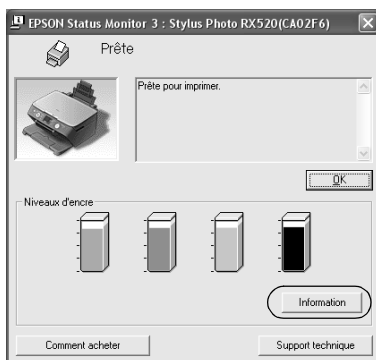 EPSON Status Monitor 3 : Stylus Photo RX520(CA02F6)
Prête
Prête pour imprimer.
OK
Niveaux d'encre
Information
Comment acheter
Support technique